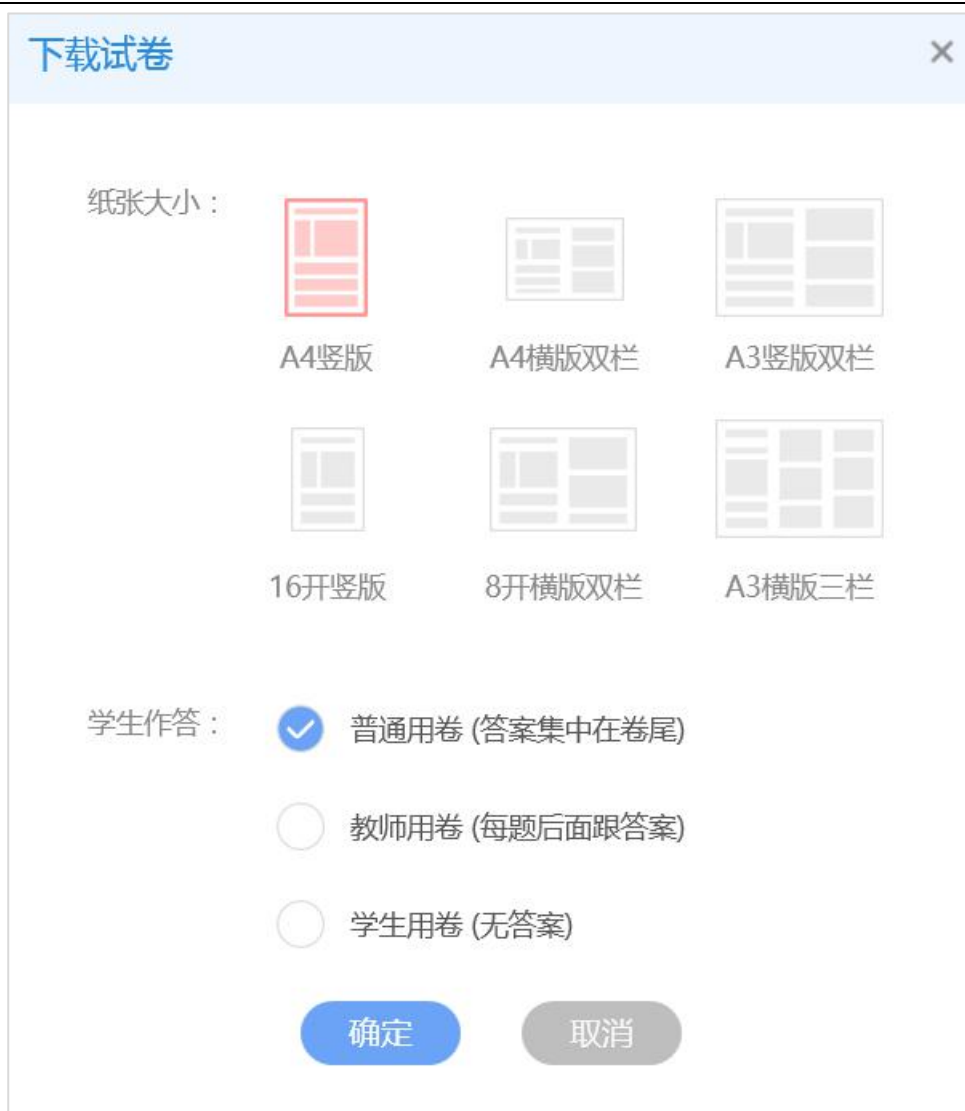 下载试卷
纸张大小：
A4竖版 A4横版双栏 A3竖版双栏
16开竖版 8开横版双栏 A3横版三栏
学生作答： 普通用卷 (答案集中在卷尾)
教师用卷 (每题后面跟答案)
学生用卷 (无答案)
确定 取消